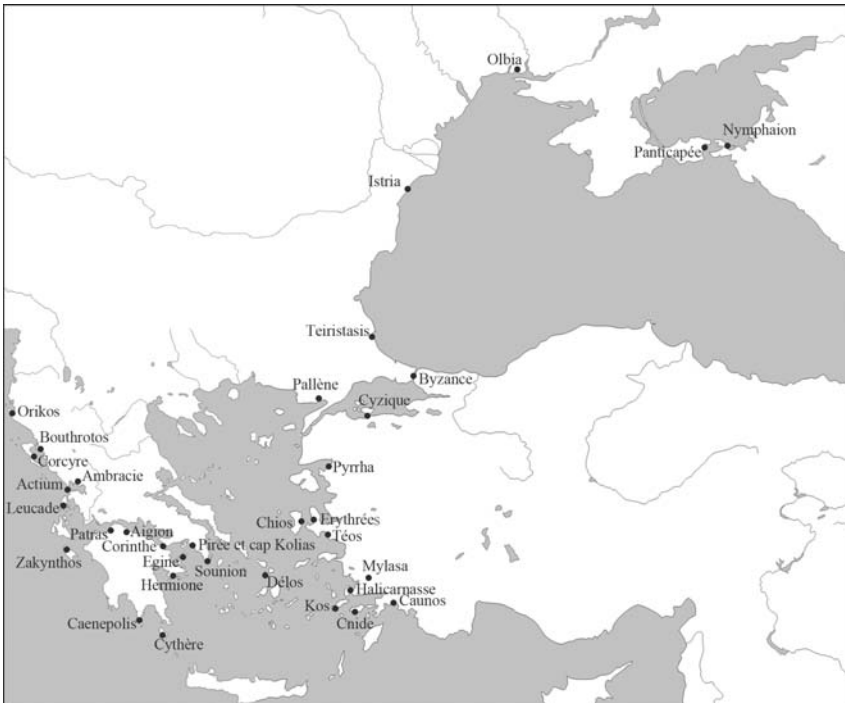 Olbia
Nymphaion
Panticapée
Istria
Teiristasis
Byzance
Pallène
Cyzique
Orikos
Bouthrotos
Corcyre
Pyrrha
Ambracie
Actium
Leucade
Chios
Erythrées
Patras
Aigion
Téos
Corinthe
Pirée et cap Kolias
Zakynthos
Egine
Sounion
Mylasa
Hermione
Délos
Halicarnasse
Kos
Caunos
Cnide
Caenepolis
Cythère